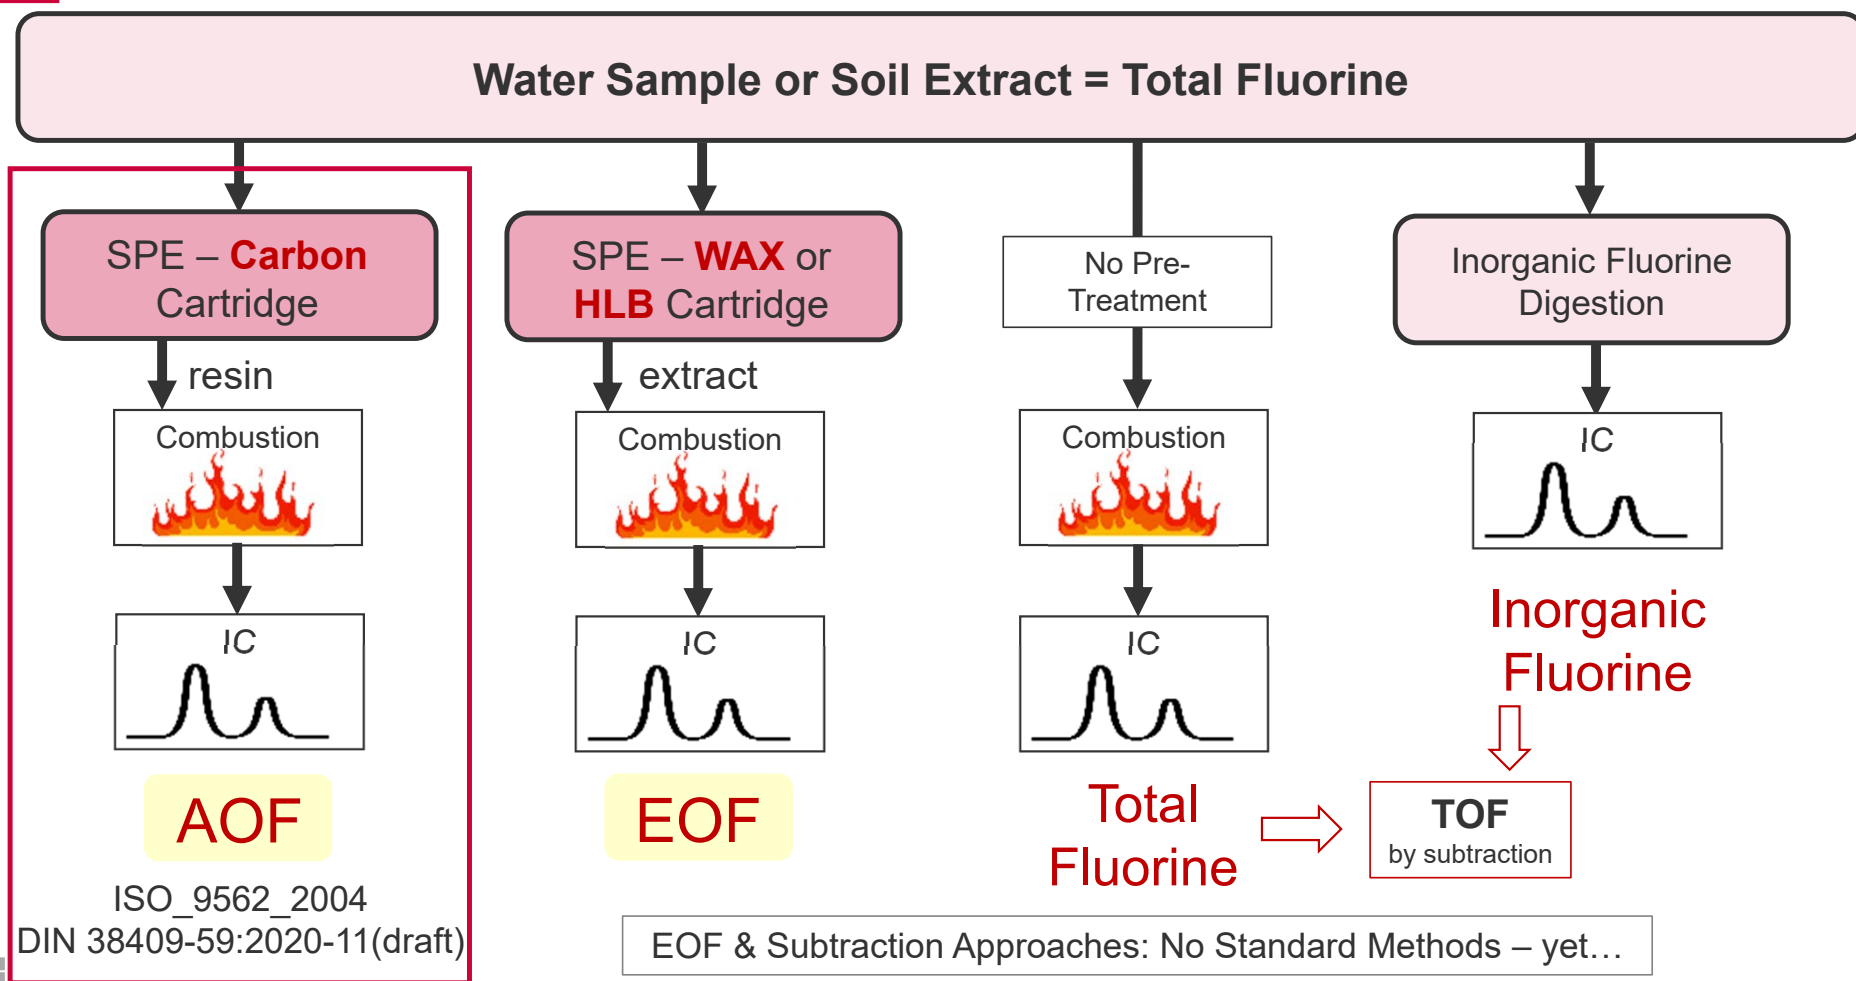 Water Sample or Soil Extract = Total Fluorine
SPE – Carbon
Cartridge
resin
Combustion
IC
AOF
ISO_9562_2004
DIN 38409-59:2020-11(draft)
SPE – WAX or
HLB Cartridge
extract
Combustion
IC
EOF
No Pre-
Treatment
Combustion
IC
Total
Fluorine
Inorganic Fluorine
Digestion
IC
Inorganic
Fluorine
TOF
by subtraction
EOF & Subtraction Approaches: No Standard Methods – yet…